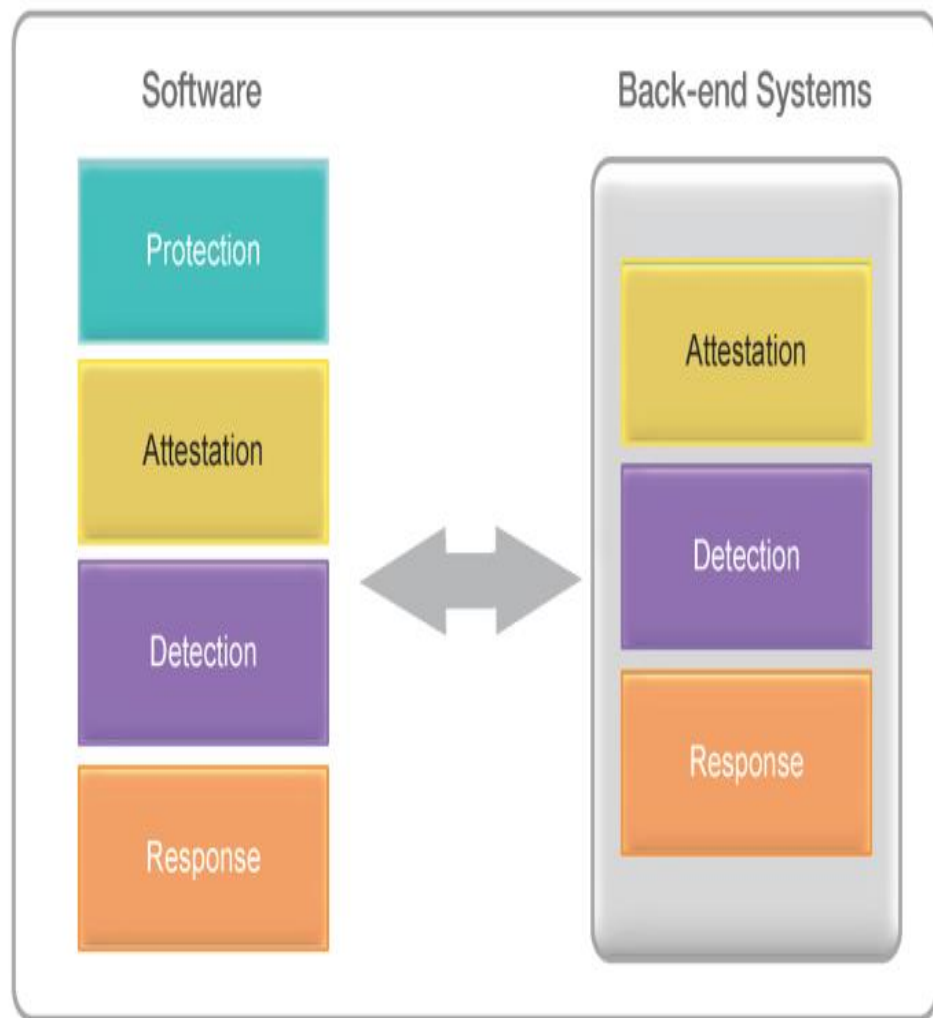 Software
Protection
Attestation
Detection
Response
Back-end Systems
Attestation
Detection
Response